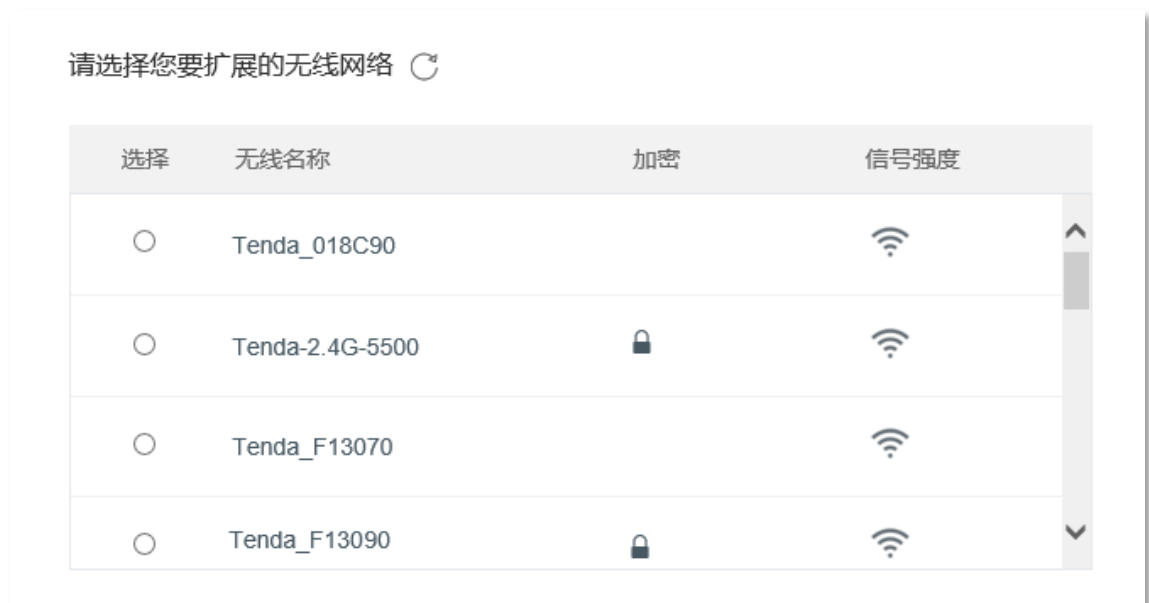 请选择您要扩展的无线网络
选择 无线名称 加密 信号强度
Tenda_018C90
Tenda-2.4G-5500
Tenda_F13070
Tenda_F13090